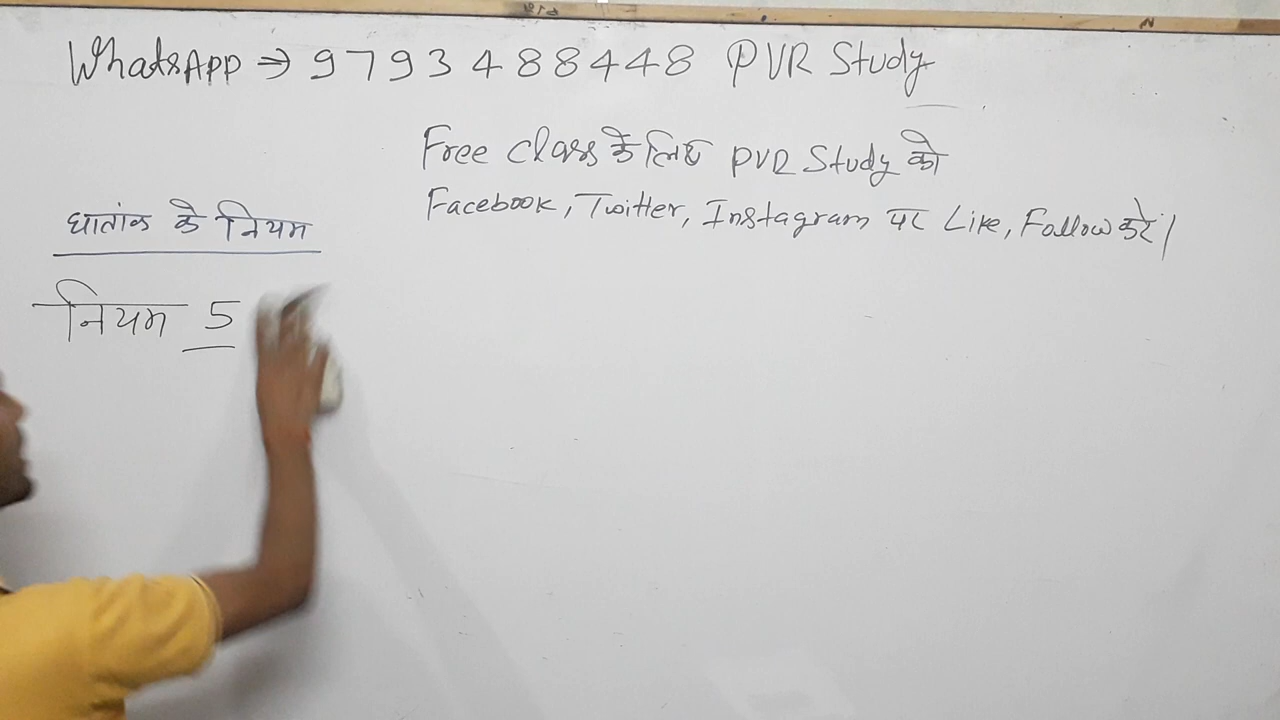 WhatsApp ⇒ 9793488448 PVR Study
Free class के लिए PVR Study को
Facebook, Twitter, Instagram पर Like, Follow करे।
घातांक के नियम
नियम 5